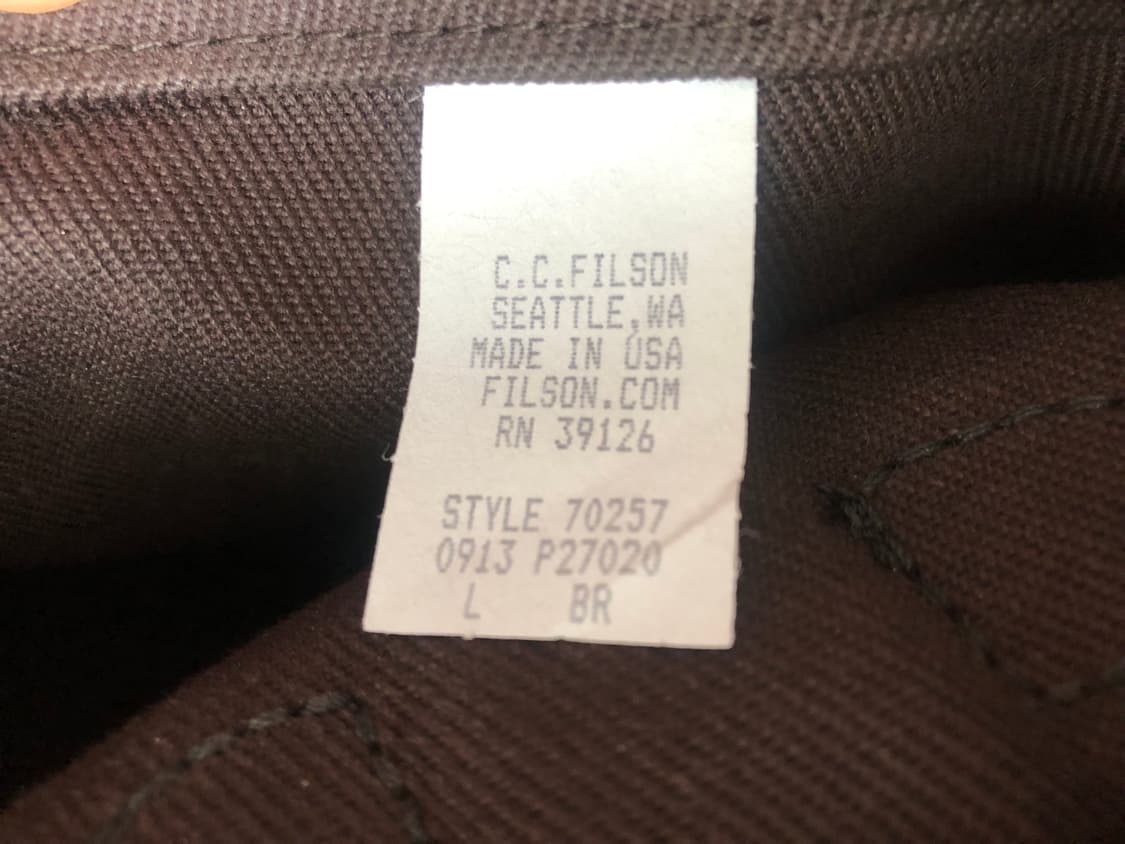 C.C.FILSON
SEATTLE,WA
MADE IN USA
FILSON.COM
RN 39126
STYLE 70257
0913 P27020
L BR